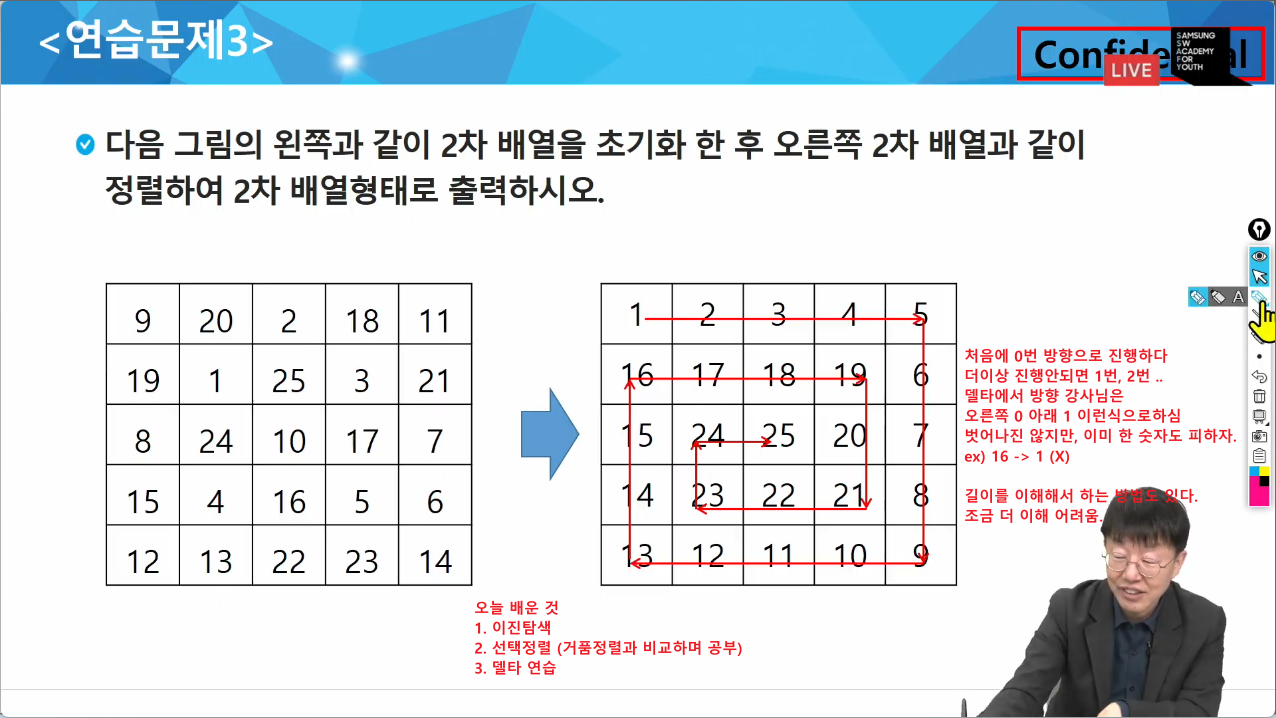 <연습문제3>
LIVE
SAMSUNG
SW
ACADEMY
FOR
YOUTH
다음 그림의 왼쪽과 같이 2차 배열을 초기화 한 후 오른쪽 2차 배열과 같이
정렬하여 2차 배열형태로 출력하시오.
9 20 2 18 11
19 1 25 3 21
8 24 10 17 7
15 4 16 5 6
12 13 22 23 14
1 2 3 4 5
16 17 18 19 6
15 24 25 20 7
14 23 22 21 8
13 12 11 10 9
A
처음에 0번 방향으로 진행하다
더이상 진행안되면 1번, 2번 ..
델타에서 방향 강사님은
오른쪽 0 아래 1 이런식으로하심
벗어나진 않지만, 이미 한 숫자도 피하자.
ex) 16 -> 1 (X)
길이를 이해해서 하는 방법도 있다.
조금 더 이해 어려움.
오늘 배운 것
1. 이진탐색
2. 선택정렬 (거품정렬과 비교하며 공부)
3. 델타 연습